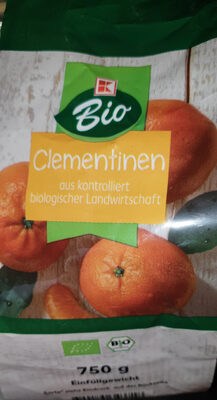 K
Bio
Clementinen
aus kontrolliert
biologischer Landwirtschaft
BIO
750 g
Einfüllgewicht